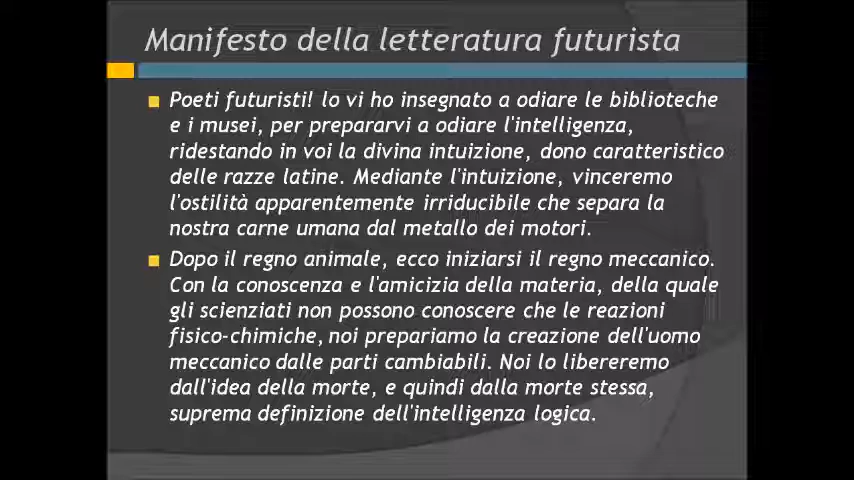 Manifesto della letteratura futurista
Poeti futuristi! Io vi ho insegnato a odiare le biblioteche
e i musei, per prepararvi a odiare l'intelligenza,
ridestando in voi la divina intuizione, dono caratteristico
delle razze latine. Mediante l'intuizione, vinceremo
l'ostilità apparentemente irriducibile che separa la
nostra carne umana dal metallo dei motori.
Dopo il regno animale, ecco iniziarsi il regno meccanico.
Con la conoscenza e l'amicizia della materia, della quale
gli scienziati non possono conoscere che le reazioni
fisico-chimiche, noi prepariamo la creazione dell'uomo
meccanico dalle parti cambiabili. Noi lo libereremo
dall'idea della morte, e quindi dalla morte stessa,
suprema definizione dell'intelligenza logica.